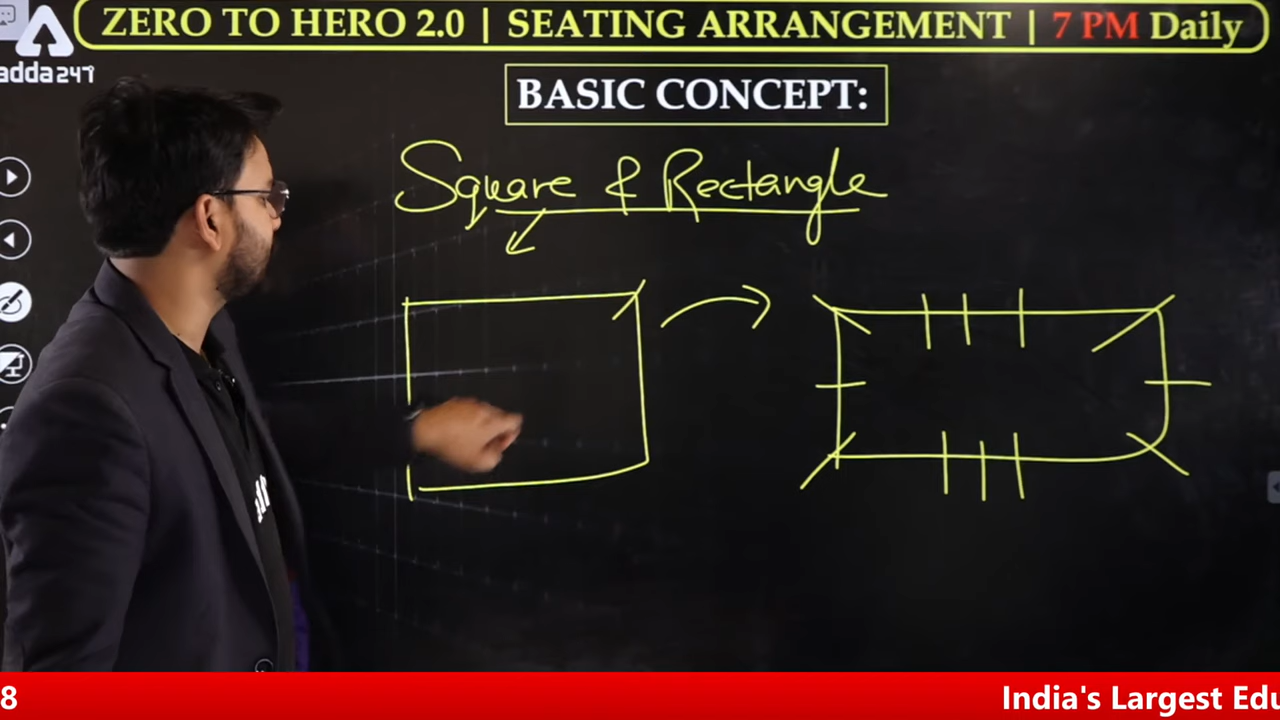 ZERO TO HERO 2.0 | SEATING ARRANGEMENT | 7 PM Daily
adda247
BASIC CONCEPT:
Square & Rectangle
8
India's Largest Edu